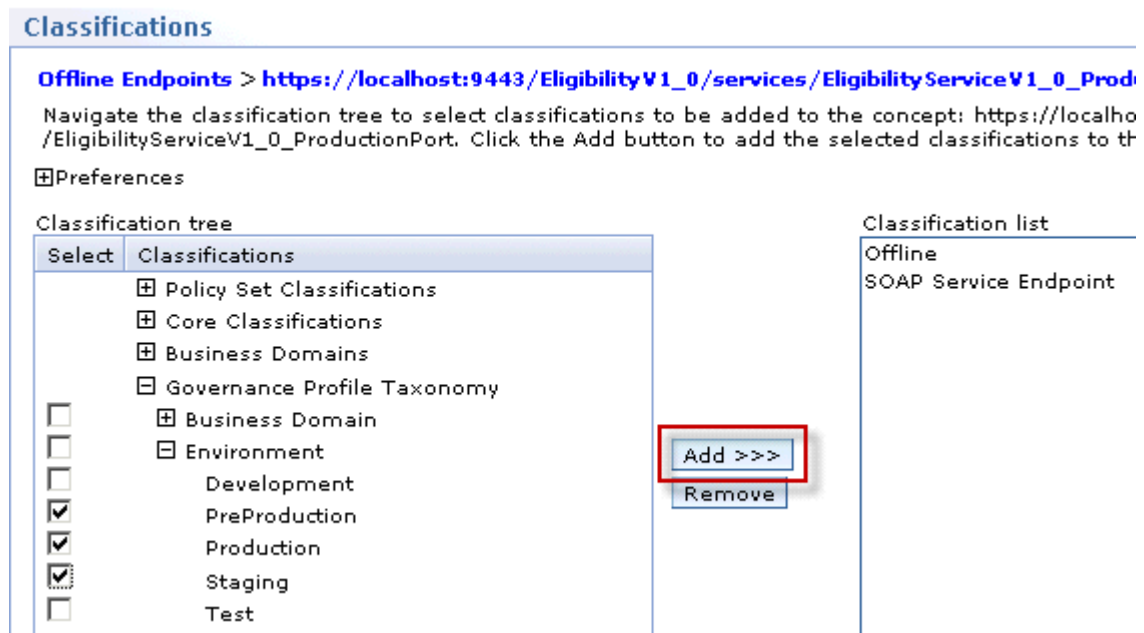 Classifications
Offline Endpoints > https://localhost:9443/EligibilityV1_0/services/EligibilityServiceV1_0_Produ
Navigate the classification tree to select classifications to be added to the concept: https://localho
/EligibilityServiceV1_0_ProductionPort. Click the Add button to add the selected classifications to th
Preferences
Classification tree
Select Classifications
Policy Set Classifications
Core Classifications
Business Domains
Governance Profile Taxonomy
Business Domain
Environment
Development
PreProduction
Production
Staging
Test
Add >>>
Remove
Classification list
Offline
SOAP Service Endpoint